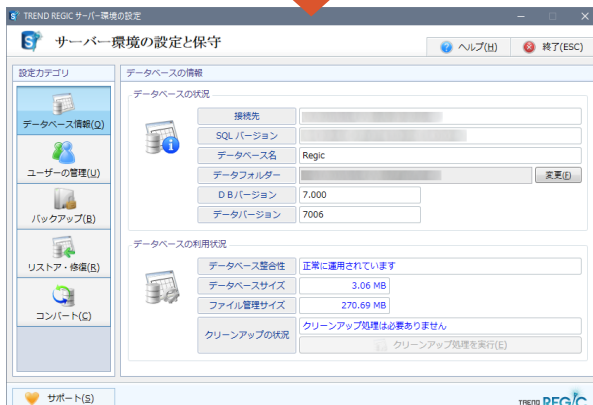 TREND REGIC サーバー環境の設定
サーバー環境の設定と保守
ヘルプ(H)
終了(ESC)
設定カテゴリ
データベース情報(Q)
ユーザーの管理(U)
バックアップ(B)
リストア・修復(R)
コンバート(C)
データベースの情報
データベースの状況
接続先
SQL バージョン
データベース名 Regic
データフォルダー 変更(F)
DBバージョン 7.000
データバージョン 7006
データベースの利用状況
データベース整合性 正常に運用されています
データベースサイズ 3.06 MB
ファイル管理サイズ 270.69 MB
クリーンアップの状況 クリーンアップ処理は必要ありません
クリーンアップ処理を実行(E)
サポート(S)
TREND REGIC